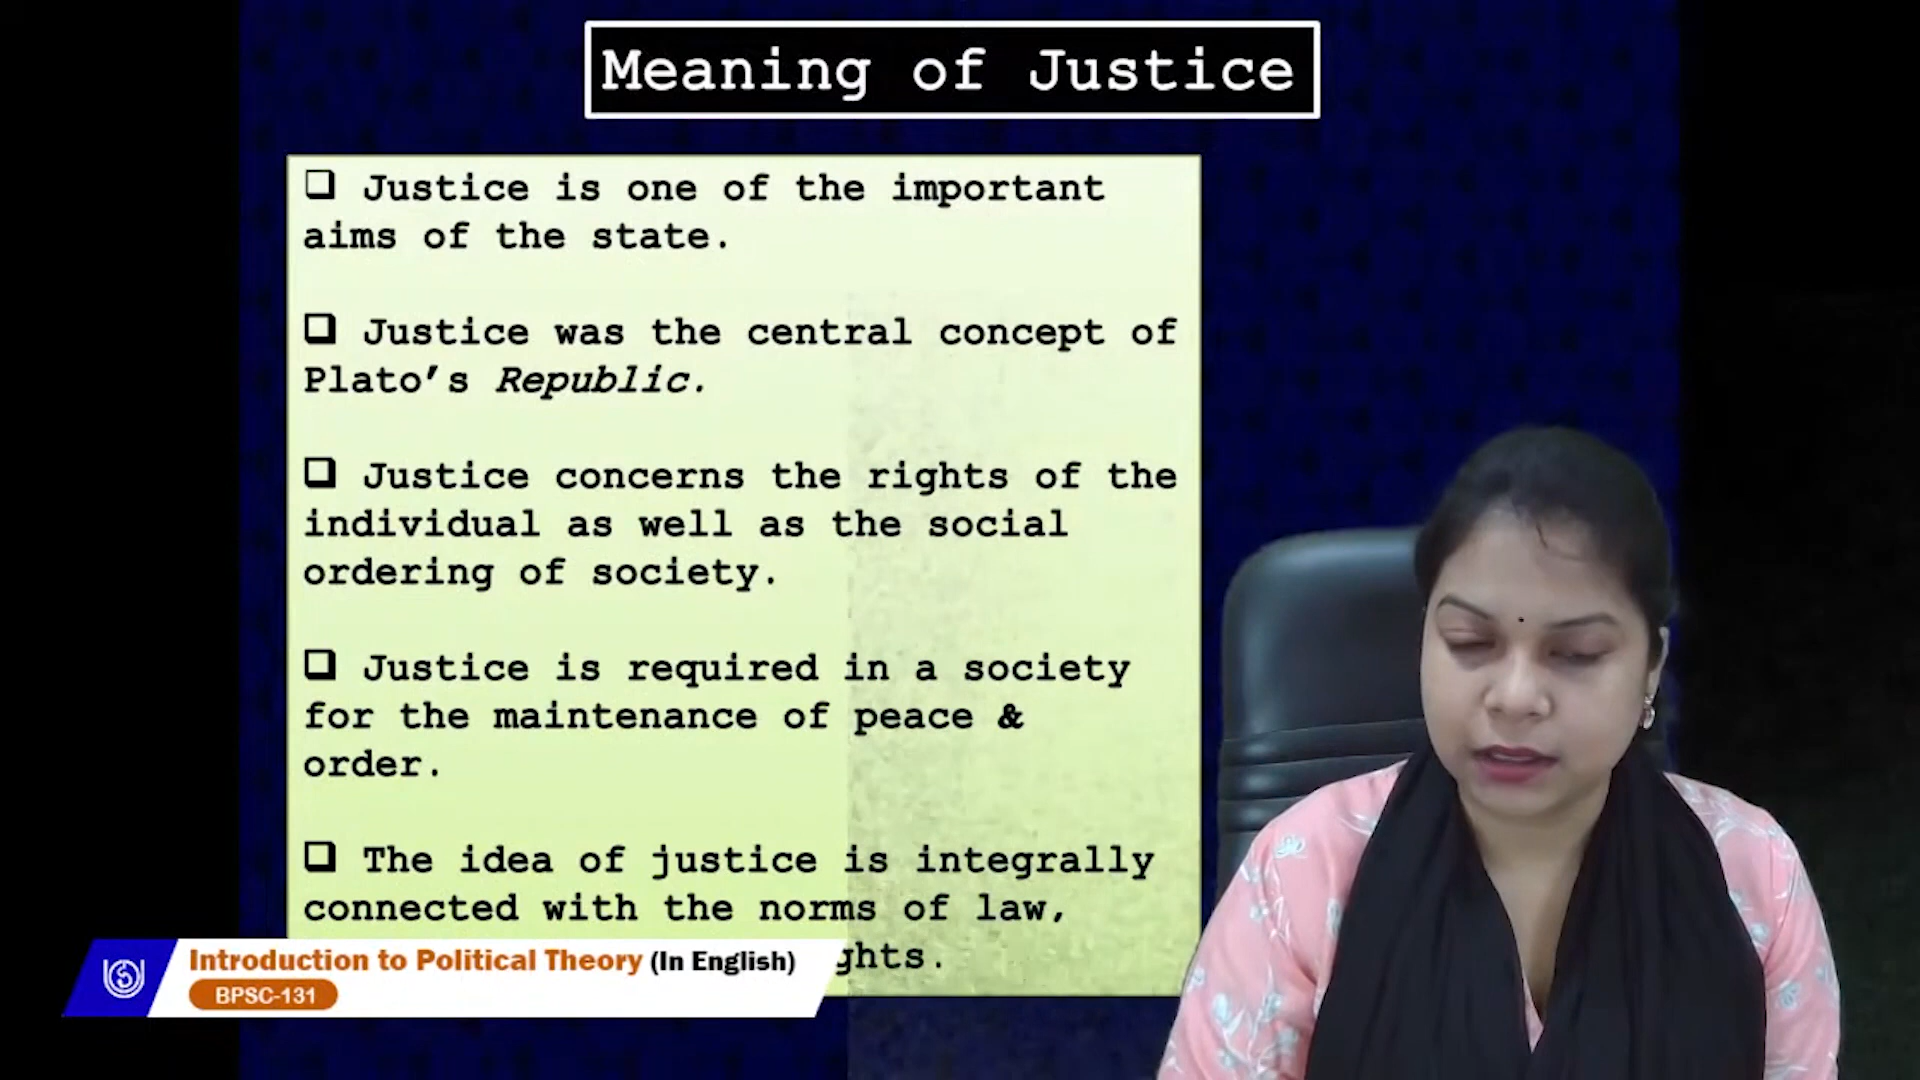 Meaning of Justice
❑ Justice is one of the important
aims of the state.
❑ Justice was the central concept of
Plato’s Republic.
❑ Justice concerns the rights of the
individual as well as the social
ordering of society.
❑ Justice is required in a society
for the maintenance of peace &
order.
❑ The idea of justice is integrally
connected with the norms of law,
ghts.
Introduction to Political Theory (In English)
BPSC-131